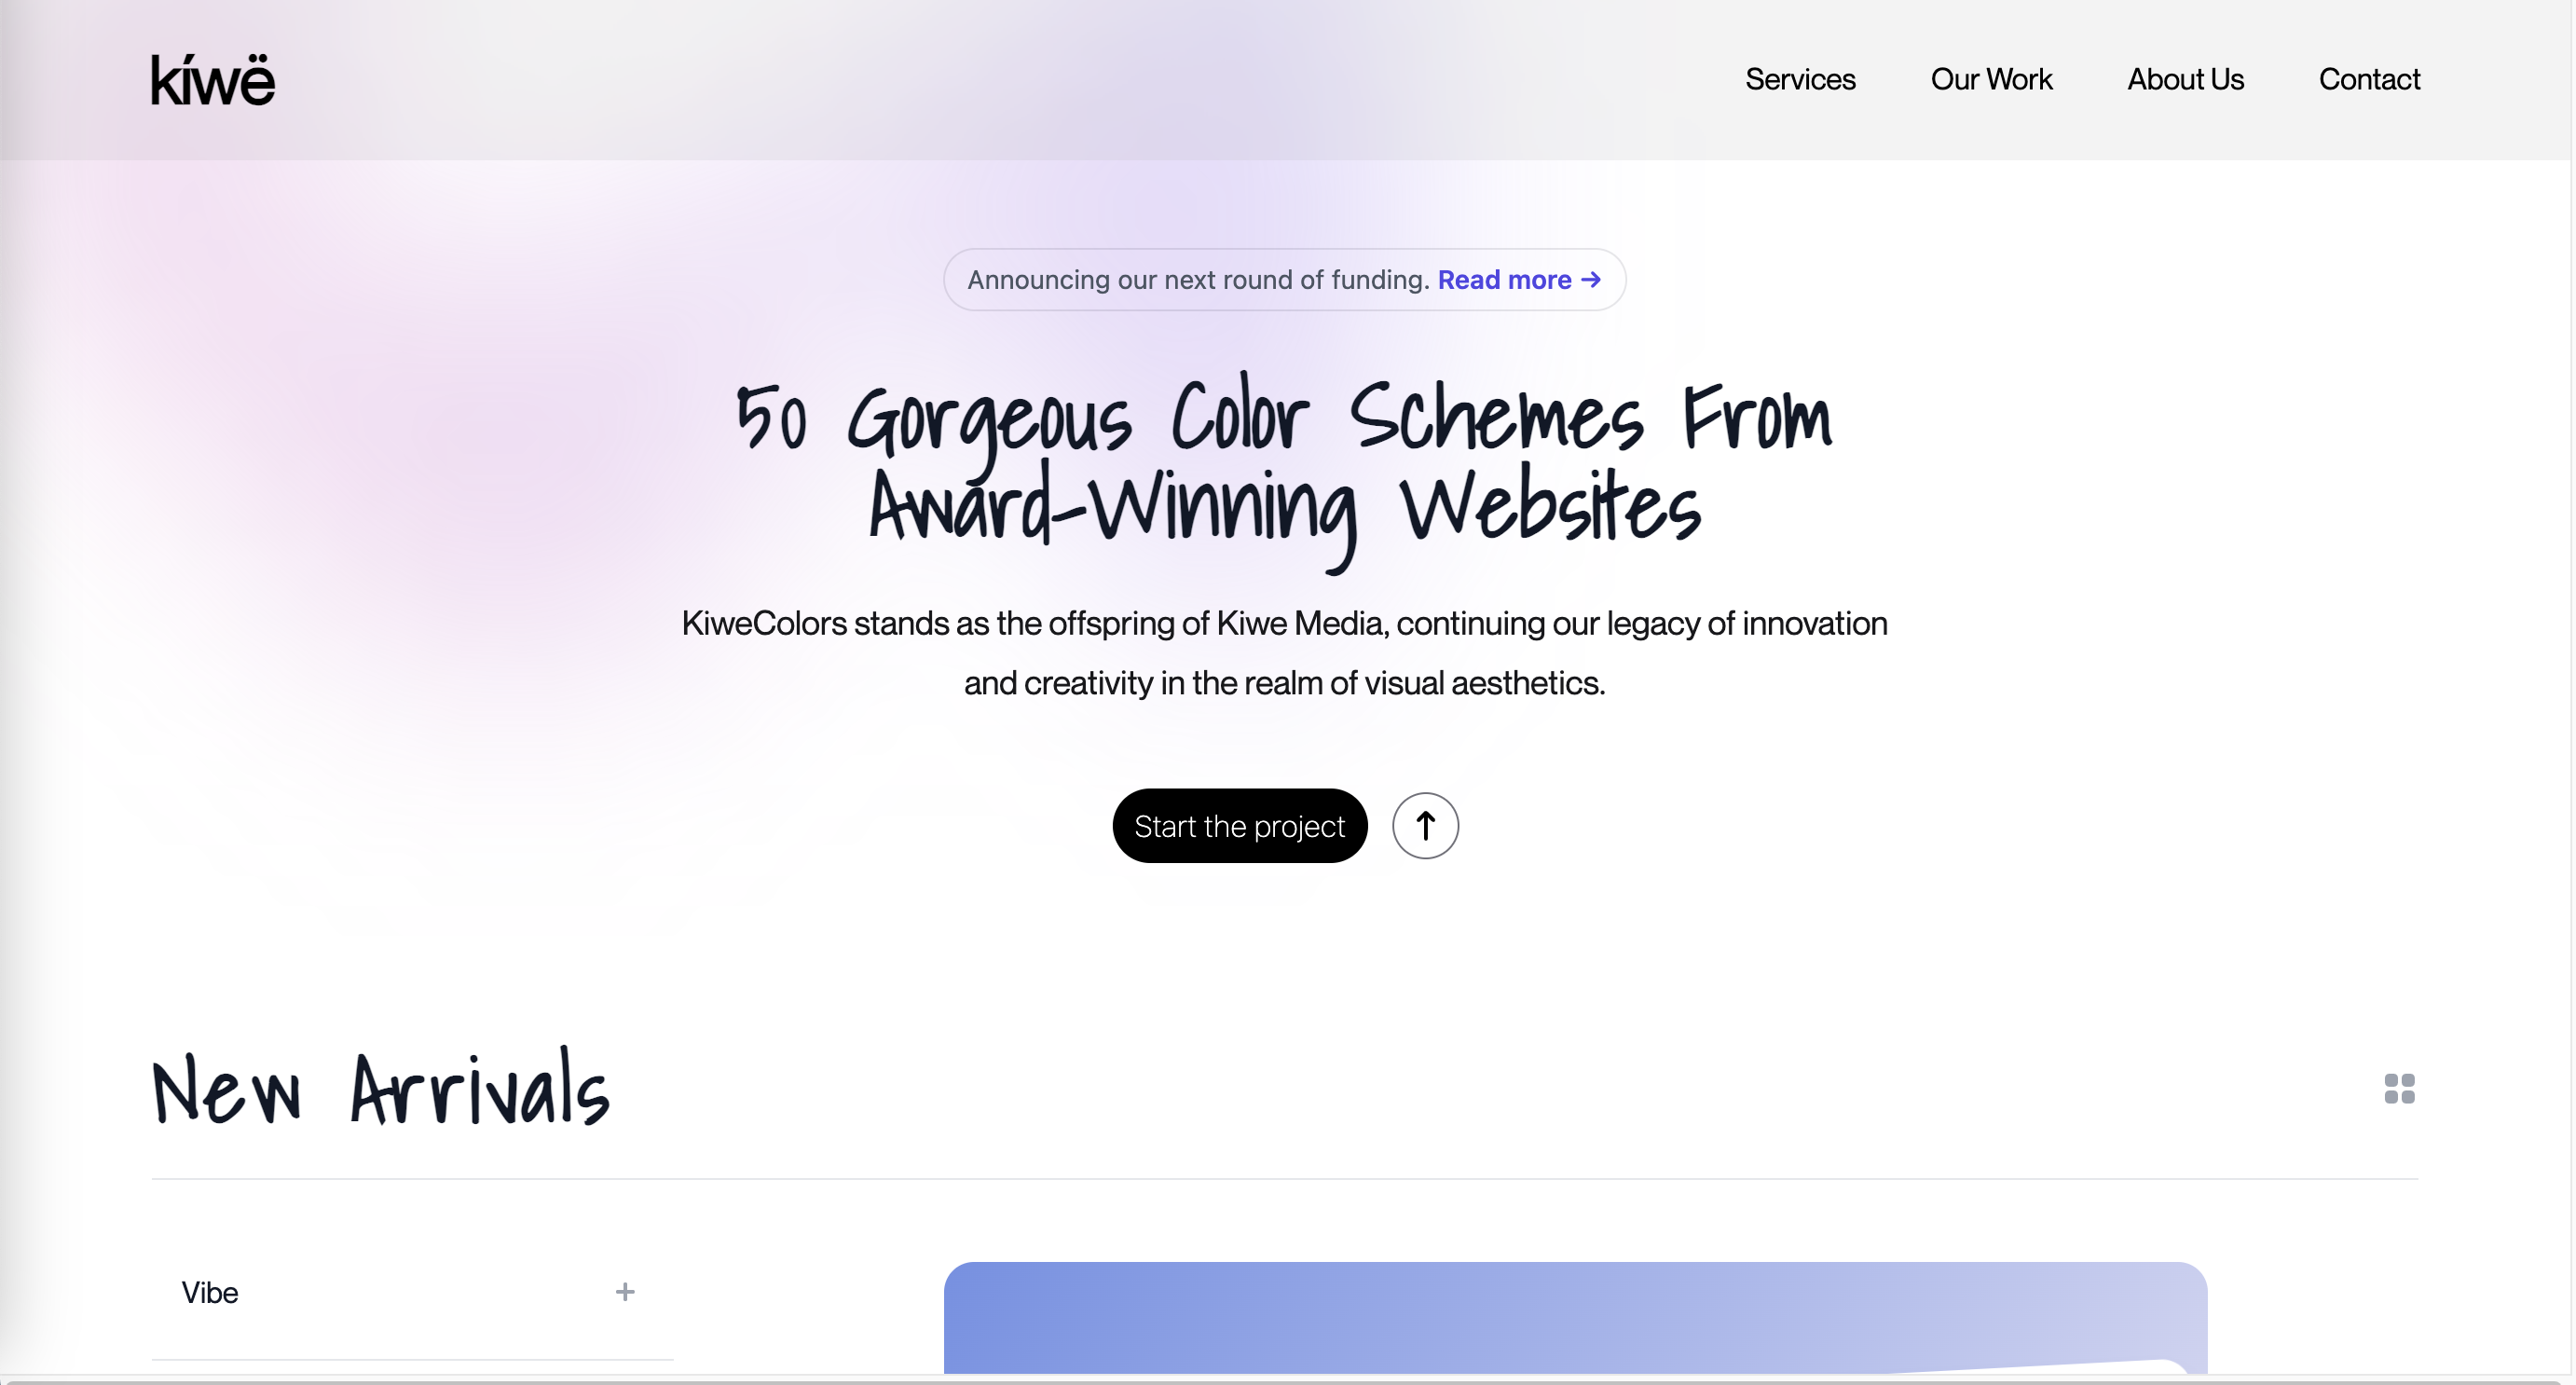 kíwë
Services
Our Work
About Us
Contact
Announcing our next round of funding. Read more →
50 Gorgeous Color Schemes From
Award-Winning Websites
KiweColors stands as the offspring of Kiwe Media, continuing our legacy of innovation
and creativity in the realm of visual aesthetics.
Start the project
New Arrivals
Vibe